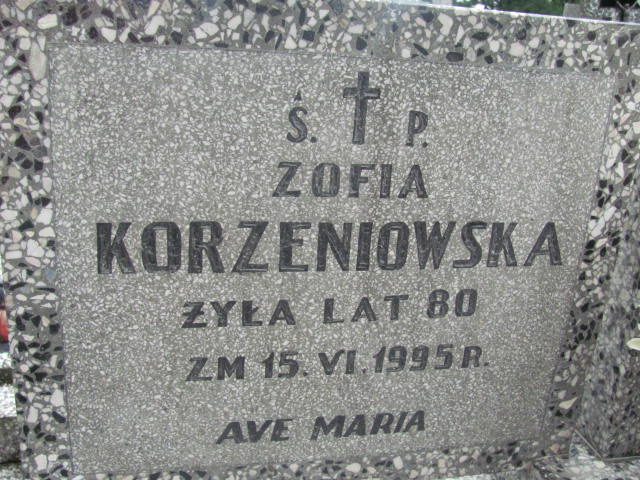 Ś. P.
ZOFIA
KORZENIOWSKA
ŻYŁA LAT 80
ZM 15. VI. 1995 R.
AVE MARIA